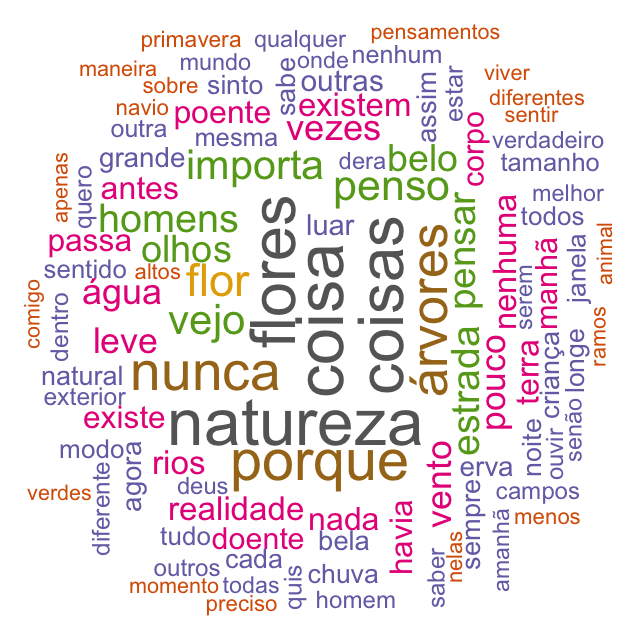 primavera
qualquer
pensamentos
maneira
mundo
onde
nenhum
sobre
sinto
sabe
outras
assim
estar
viver
navio
poente
existem
diferentes
sentir
outra
mesma
vezes
corpo
verdadeiro
grande
importa
dera
belo
tamanho
apenas
quero
antes
penso
melhor
homens
flores
luar
coisas
árvores
pensar
nenhuma
todos
passa
olhos
coisa
manhã
janela
animal
sentido
altos
flor
serem
comigo
dentro
água
vejo
estrada
pouco
terra
criança
longe
ramos
leve
natural
nunca
exterior
existe
natureza
senão
modo
agora
rios
porque
vento
erva
noite
ouvir
verdes
diferente
deus
sempre
campos
realidade
nada
havia
menos
tudo
doente
bela
nelas
amanhã
outros
cada
saber
momento
todas
quis
chuva
preciso
homem